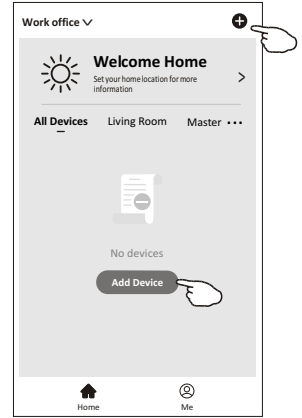 Work office
Welcome Home
Set your home location for more
information
All Devices Living Room Master
No devices
Add Device
Home Me